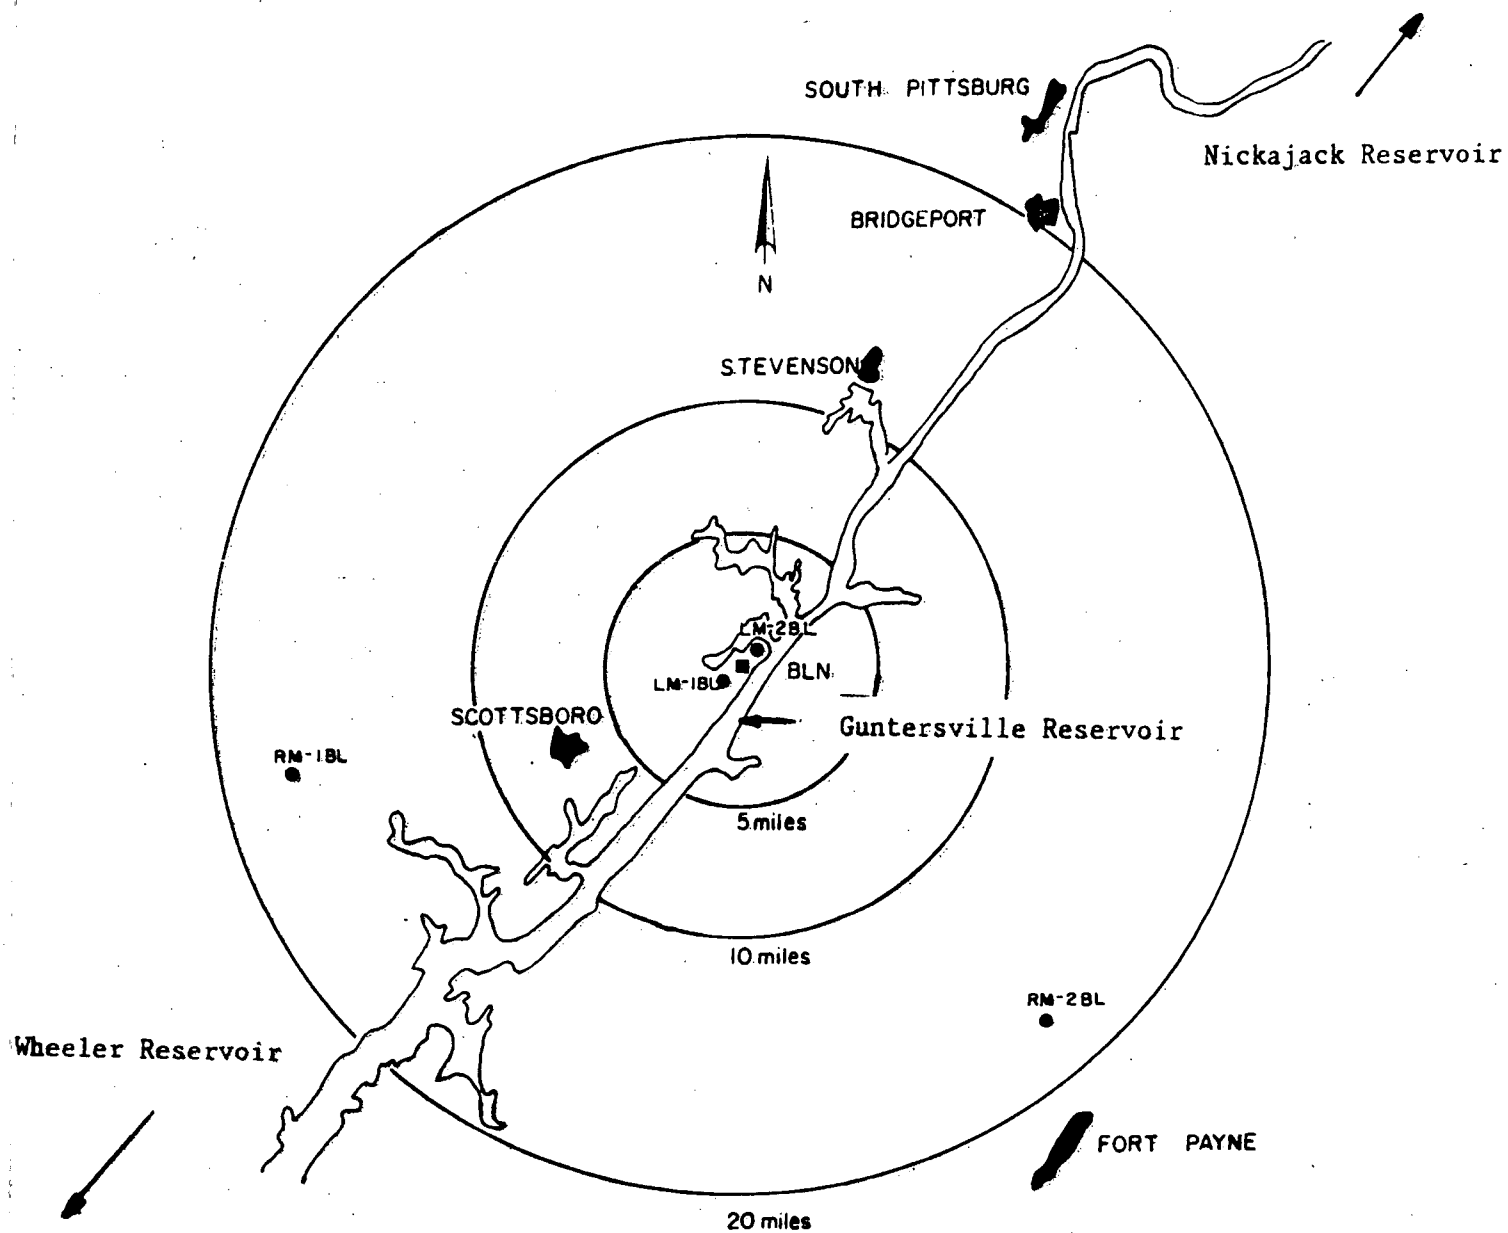 SOUTH PITTSBURG
Nickajack Reservoir
BRIDGEPORT
N
STEVENSON
LM-2BL
BLN
LM-1BL
SCOTTSBORO
Guntersville Reservoir
RM-1BL
5 miles
10 miles
RM-2BL
Wheeler Reservoir
FORT PAYNE
20 miles